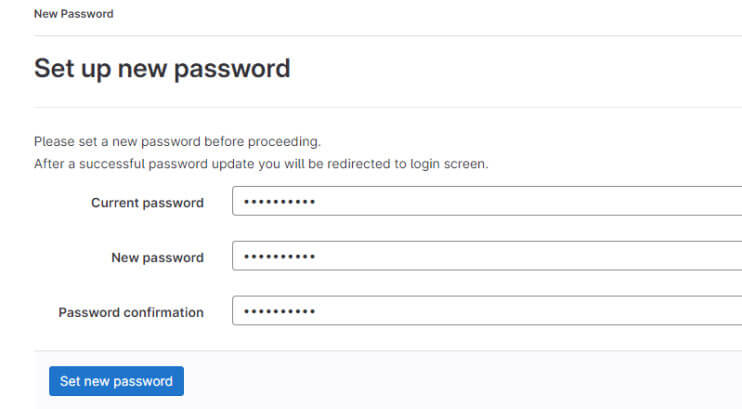 New Password
Set up new password
Please set a new password before proceeding.
After a successful password update you will be redirected to login screen.
Current password ••••••••••
New password ••••••••••
Password confirmation ••••••••••
Set new password